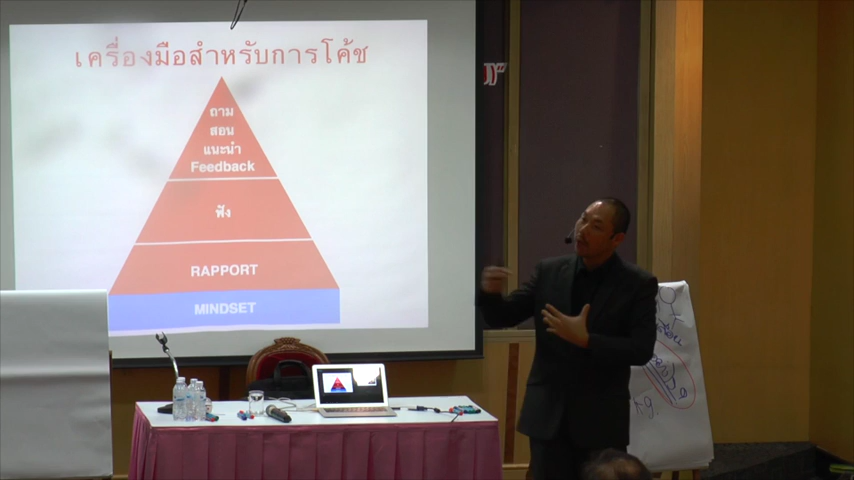 เครื่องมือสำหรับการโค้ช
ถาม
สอน
แนะนำ
Feedback
ฟัง
RAPPORT
MINDSET
kg.